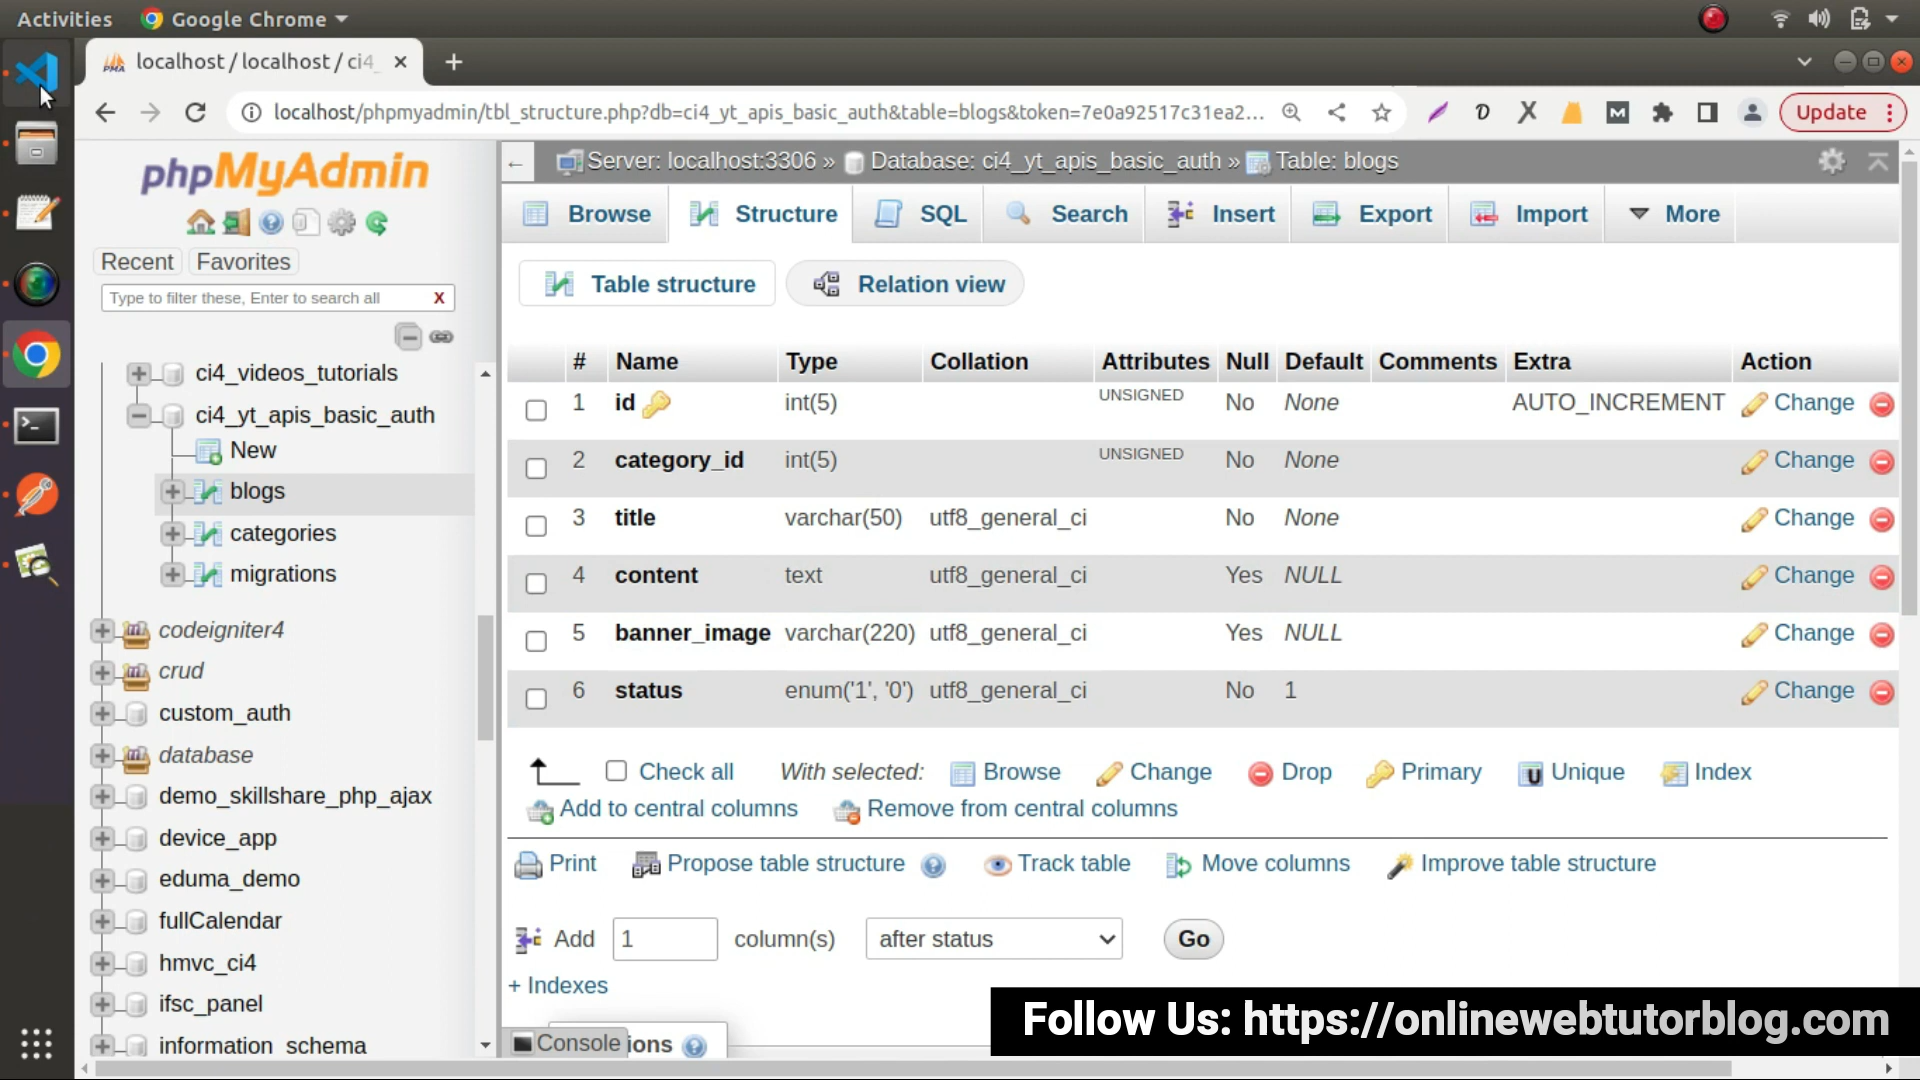 Activities Google Chrome
localhost / localhost / ci4_
localhost/phpmyadmin/tbl_structure.php?db=ci4_yt_apis_basic_auth&table=blogs&token=7e0a92517c31ea2... Update
phpMyAdmin
Recent Favorites
Type to filter these, Enter to search all X
ci4_videos_tutorials
ci4_yt_apis_basic_auth
New
blogs
categories
migrations
codeigniter4
crud
custom_auth
database
demo_skillshare_php_ajax
device_app
eduma_demo
fullCalendar
hmvc_ci4
ifsc_panel
information_schema
Server: localhost:3306 » Database: ci4_yt_apis_basic_auth » Table: blogs
Browse Structure SQL Search Insert Export Import More
Table structure Relation view
# Name Type Collation Attributes Null Default Comments Extra Action
1 id int(5) UNSIGNED No None AUTO_INCREMENT Change
2 category_id int(5) UNSIGNED No None Change
3 title varchar(50) utf8_general_ci No None Change
4 content text utf8_general_ci Yes NULL Change
5 banner_image varchar(220) utf8_general_ci Yes NULL Change
6 status enum('1', '0') utf8_general_ci No 1 Change
Check all With selected: Browse Change Drop Primary Unique Index
Add to central columns Remove from central columns
Print Propose table structure Track table Move columns Improve table structure
Add 1 column(s) after status Go
+ Indexes
Console ions
Follow Us: https://onlinewebtutorblog.com